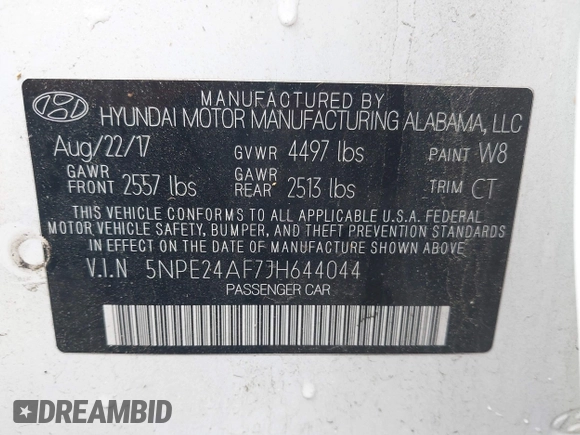 MANUFACTURED BY
HYUNDAI MOTOR MANUFACTURING ALABAMA, LLC
Aug/22/17 GVWR 4497 lbs PAINT W8
GAWR FRONT 2557 lbs GAWR REAR 2513 lbs TRIM CT
THIS VEHICLE CONFORMS TO ALL APPLICABLE U.S.A. FEDERAL
MOTOR VEHICLE SAFETY, BUMPER, AND THEFT PREVENTION STANDARDS
IN EFFECT ON THE DATE OF MANUFACTURE SHOWN ABOVE.
V.I.N 5NPE24AF7JH644044
PASSENGER CAR
DREAMBID